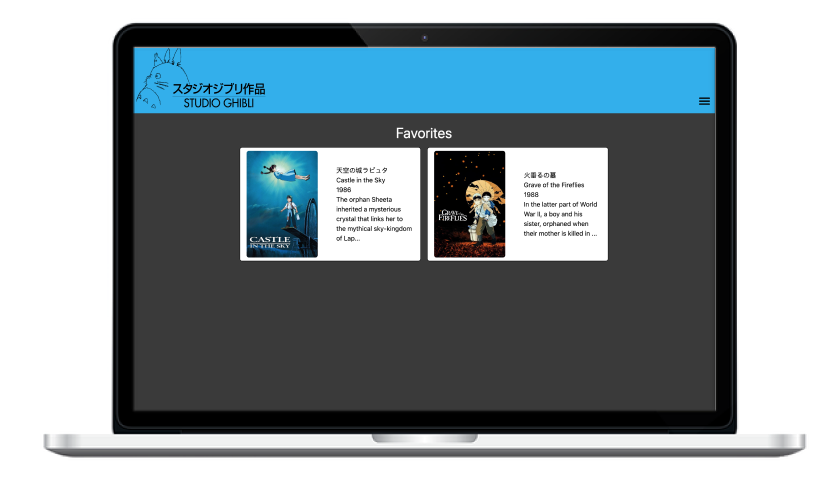 スタジオジブリ作品
STUDIO GHIBLI
Favorites
CASTLE
IN THE SKY
天空の城ラピュタ
Castle in the Sky
1986
The orphan Sheeta
inherited a mysterious
crystal that links her to
the mythical sky-kingdom
of Lap...
GRAVE OF THE
FIREFLIES
火垂るの墓
Grave of the Fireflies
1988
In the latter part of World
War II, a boy and his
sister, orphaned when
their mother is killed in ...